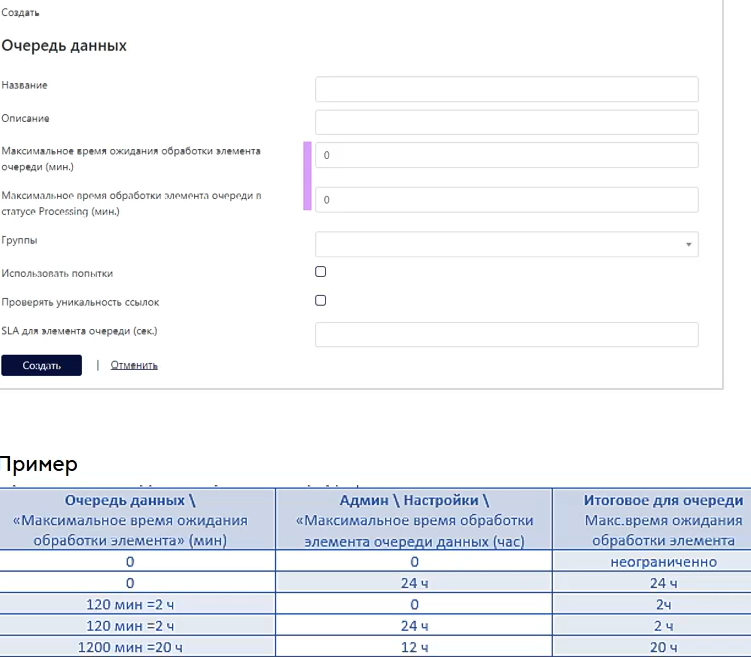 Создать
Очередь данных
Название
Описание
Максимальное время ожидания обработки элемента
очереди (мин.)
0
Максимальное время обработки элемента очереди в
статусе Processing (мин.)
0
Группы
Использовать попытки
Проверять уникальность ссылок
SLA для элемента очереди (сек.)
Создать | Отменить
Пример
Очередь данных \ Админ \ Настройки \ Итоговое для очереди
«Максимальное время ожидания «Максимальное время обработки Макс.время ожидания
обработки элемента» (мин) элемента очереди данных (час) обработки элемента
0 0 неограниченно
0 24 ч 24 ч
120 мин =2 ч 0 2ч
120 мин =2 ч 24 ч 2 ч
1200 мин =20 ч 12 ч 20 ч